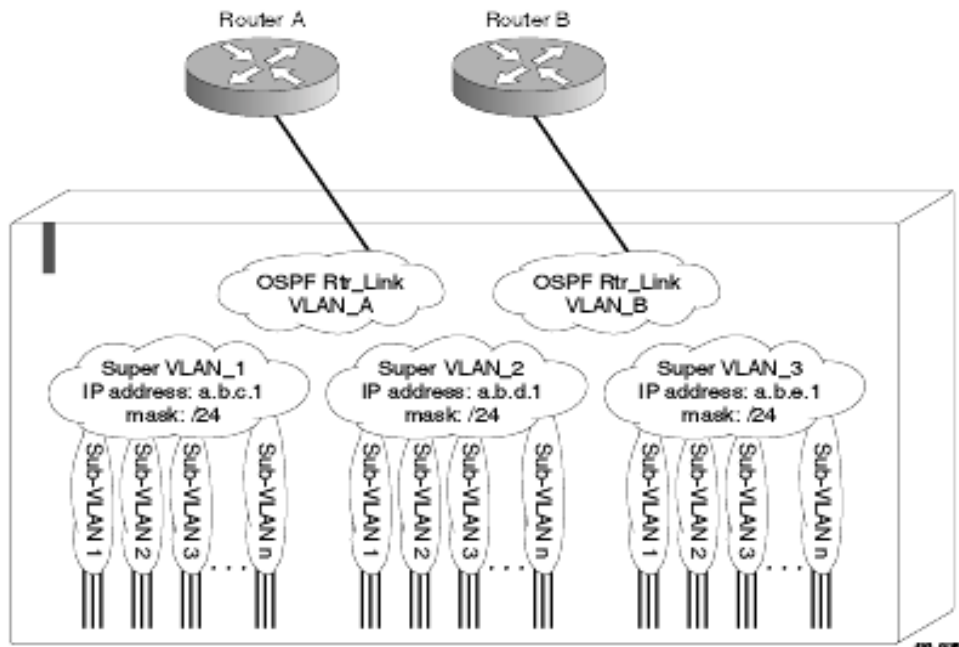 Router A
Router B
OSPF Rtr_Link
VLAN_A
OSPF Rtr_Link
VLAN_B
Super VLAN_1
IP address: a.b.c.1
mask: /24
Super VLAN_2
IP address: a.b.d.1
mask: /24
Super VLAN_3
IP address: a.b.e.1
mask: /24
Sub-VLAN 1
Sub-VLAN 2
Sub-VLAN 3
...
Sub-VLAN n
Sub-VLAN 1
Sub-VLAN 2
Sub-VLAN 3
...
Sub-VLAN n
Sub-VLAN 1
Sub-VLAN 2
Sub-VLAN 3
...
Sub-VLAN n